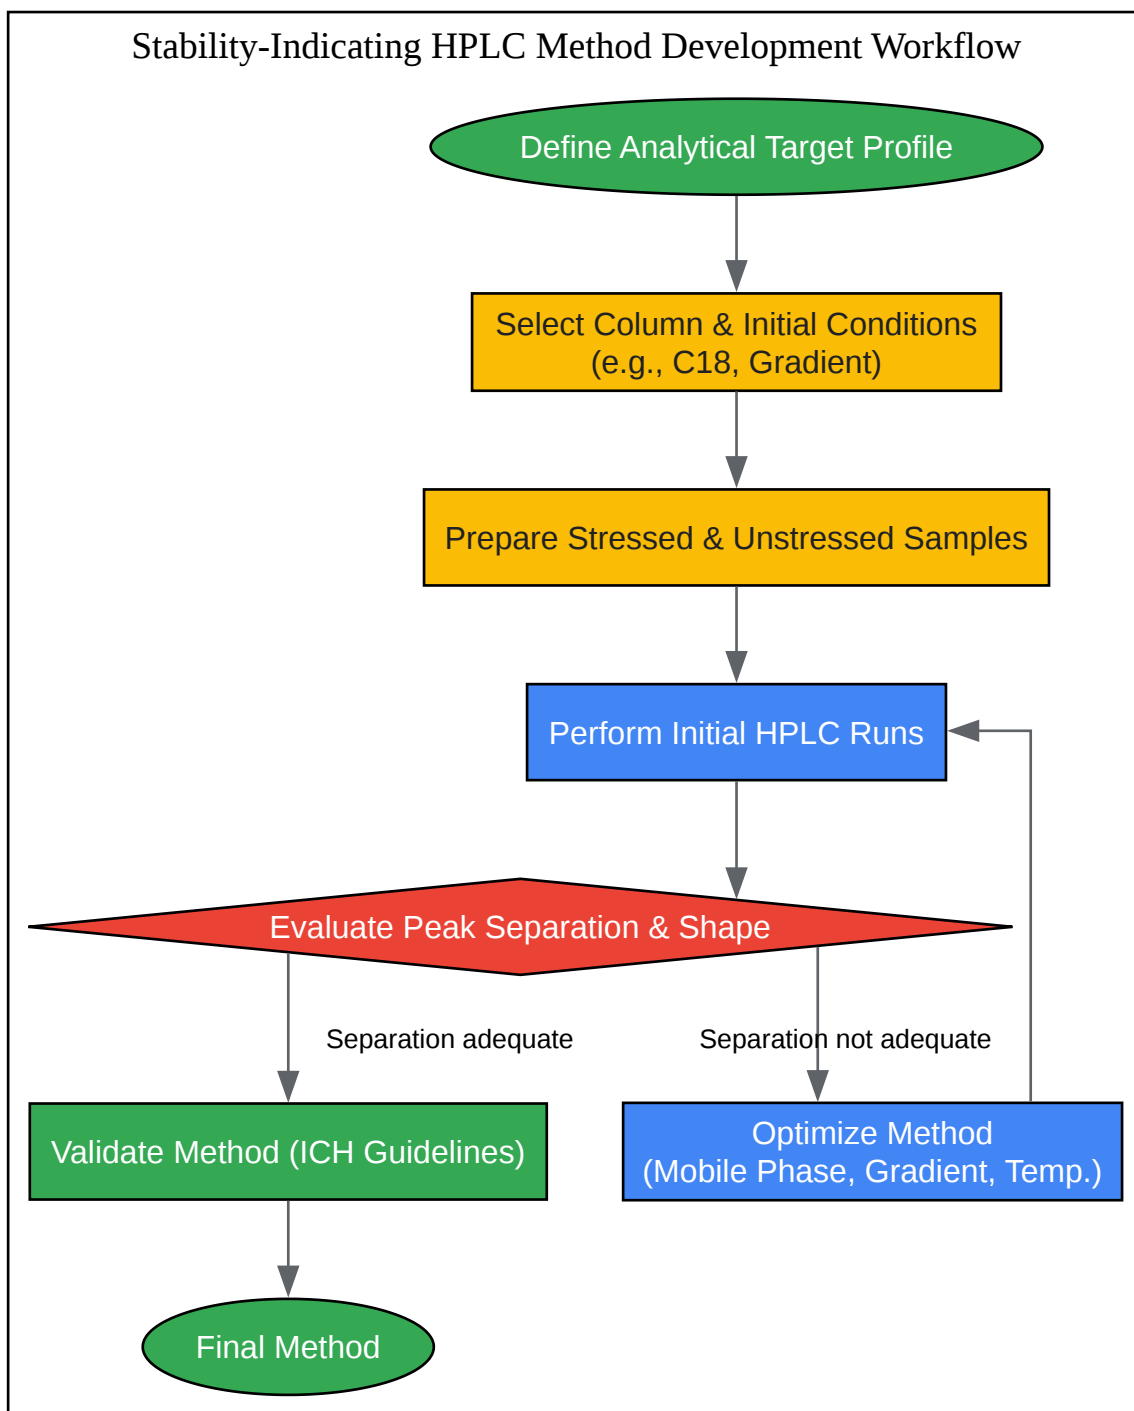 Stability-Indicating HPLC Method Development Workflow
Define Analytical Target Profile
Select Column & Initial Conditions
(e.g., C18, Gradient)
Prepare Stressed & Unstressed Samples
Perform Initial HPLC Runs
Evaluate Peak Separation & Shape
Separation adequate
Separation not adequate
Validate Method (ICH Guidelines)
Optimize Method
(Mobile Phase, Gradient, Temp.)
Final Method